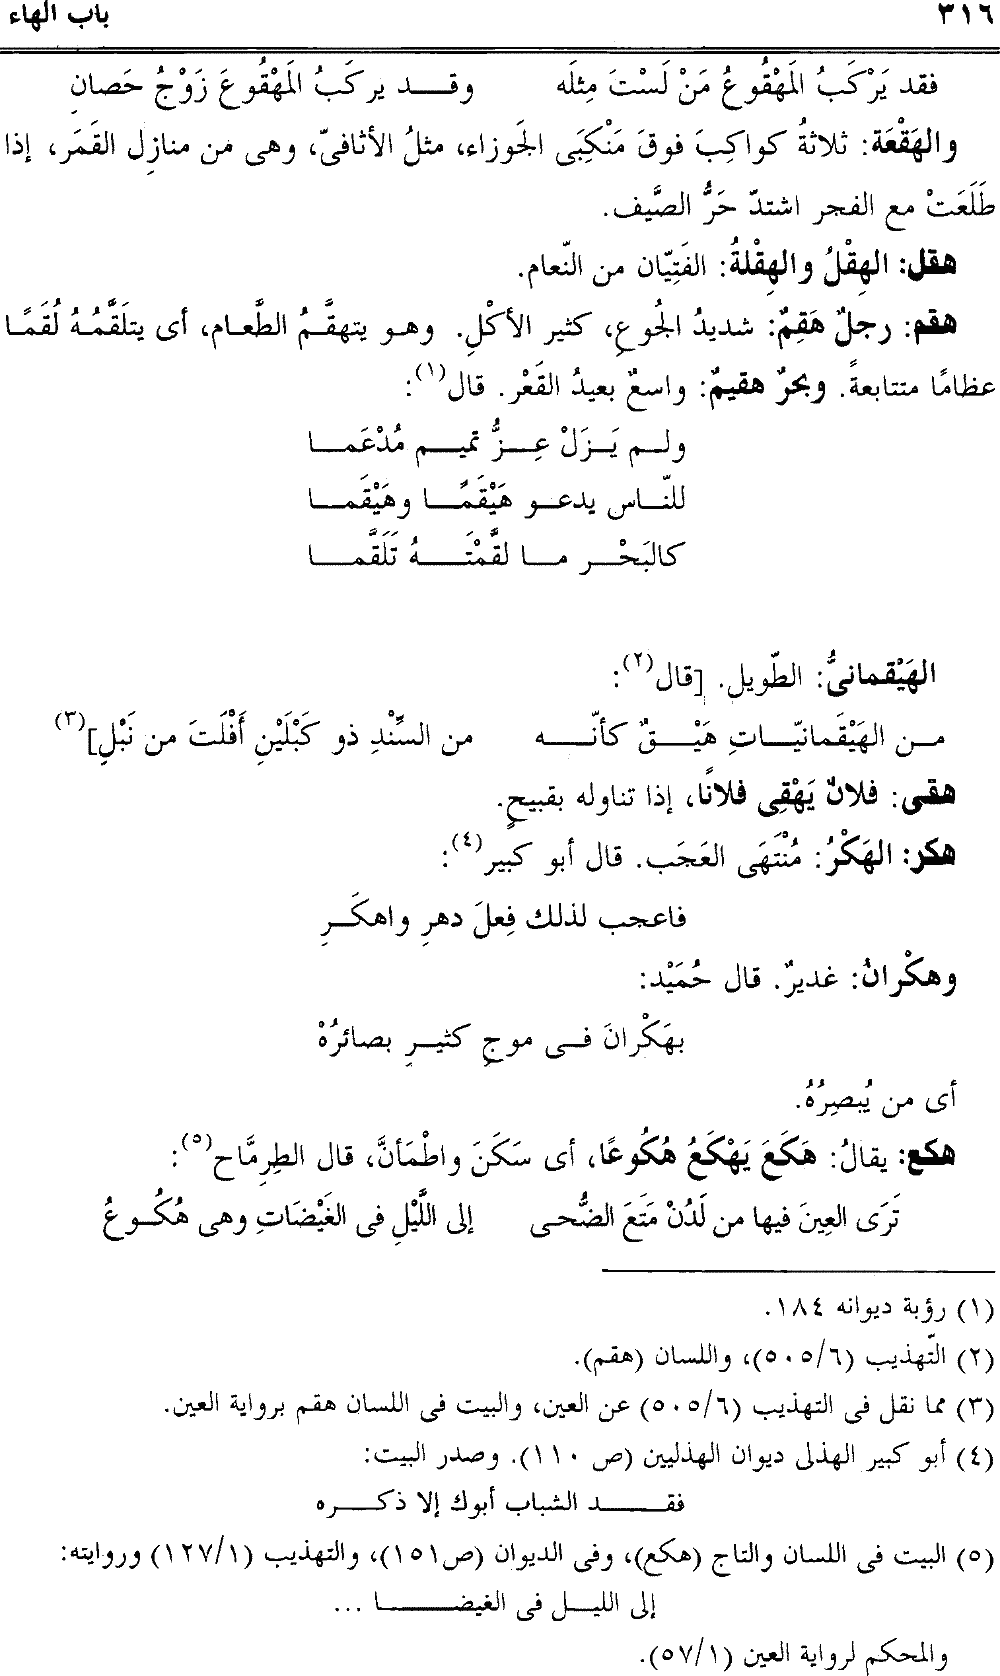 ٣١٦ باب الهاء
فقد يَرْكَبُ المَهْقُوعُ مَنْ لَسْتَ مِثلَه وقــد يركَبُ المَهْقُوعَ زَوْجُ حَصانِ
والهَقْعَة: ثلاثةُ كواكِبَ فوقَ مَنْكِبَى الجَوزاء، مثلُ الأثافىّ، وهى من منازِل القَمَر، إذا
طَلَعَتْ مع الفجر اشتدّ حَرُّ الصَّيف.
هقل: الهِقْلُ والهِقْلةُ: الفَتِيّان من النّعام.
هقم: رجلٌ هَقِمٌ: شديدُ الجُوعِ، كثير الأكْلِ. وهـو يتهقَّـمُ الطَّعـام، أى يتلَقَّمُـهُ لُقَمًـا
عظامًا متتابعةً. وبحرٌ هقيمٌ: واسعٌ بعيدُ القَعْر. قال(١):
ولـم يَـزَلْ عِـزُّ تميـم مُدْعَمـا
للنّـاس يدعـو هَيْقَمًـا وهَيْقَمـا
كالبَحْـر مـا لقَّمْتَـهُ تَلَقَّمـا
الهَيْقـمانىُّ: الطّويل. [قال(٢):
مـن الهَيْقَمانيّـاتِ هَيْـقٌ كأنّـه من السِّنْدِ ذو كَبْلَيْنِ أَفْلَتَ من نَبْلِ](٣)
هقى: فلانٌ يَهْقِى فلانًا، إذا تناوله بقبيحٍ.
هكر: الهَكْرُ: مُنْتَهَى العَجَب. قال أبو كبير(٤):
فاعجب لذلك فِعلَ دهرِ واهكَـرِ
وهكْرانُ: غديرٌ. قال حُمَيْد:
بهَكْرانَ فـى موجٍ كثيـرِ بصائرُهْ
أى من يُبصِرُهُ.
هكع: يقالُ: هَكَعَ يَهْكَعُ هُكُوعًا، أى سَكَنَ واطْمَأنَّ، قال الطِرِمَّاح(٥):
تَرَى العِينَ فيها من لَدُنْ مَتَعَ الضُّحى إلى اللَّيْلِ فى الغَيْضَاتِ وهى هُكُـوعُ
(١) رؤبة ديوانه ١٨٤.
(٢) التّهذيب (٥٠٥/٦)، واللسان (هقم).
(٣) مما نقل فى التهذيب (٥٠٥/٦) عن العين، والبيت فى اللسان هقم برواية العين.
(٤) أبو كبير الهذلى ديوان الهذليين (ص ١١٠). وصدر البيت:
فقـد الشباب أبوك إلا ذكـره
(٥) البيت فى اللسان والتاج (هكع)، وفى الديوان (ص١٥١)، والتهذيب (١٢٧/١) وروايته:
إلى الليـل فى الغيضـا ...
والمحكم لرواية العين (٥٧/١).